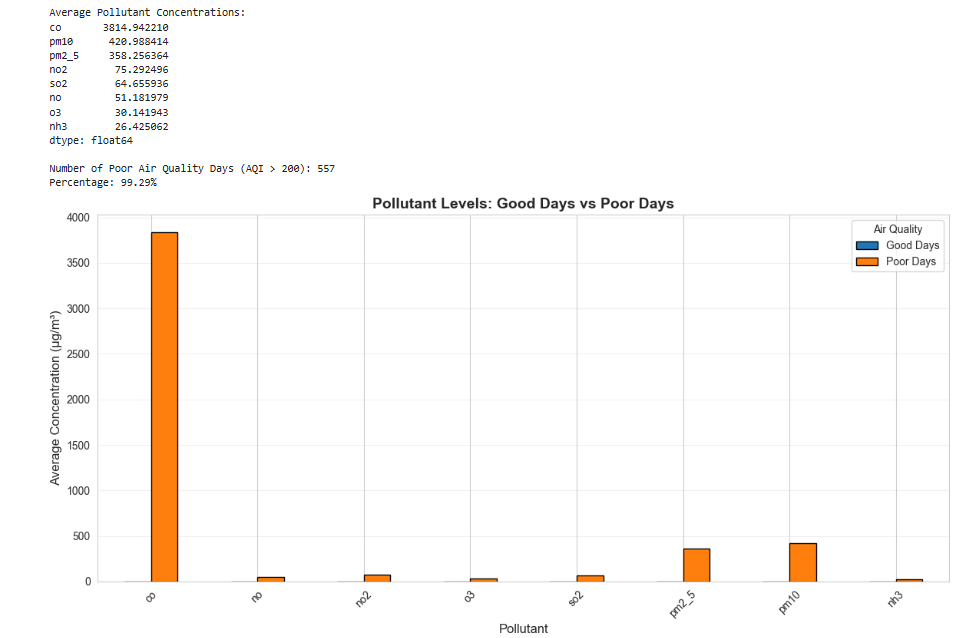 Average Pollutant Concentrations:
co 3814.942210
pm10 420.988414
pm2_5 358.256364
no2 75.292496
so2 64.655936
no 51.181979
o3 30.141943
nh3 26.425062
dtype: float64
Number of Poor Air Quality Days (AQI > 200): 557
Percentage: 99.29%
Pollutant Levels: Good Days vs Poor Days
Air Quality
Good Days
Poor Days
Average Concentration (µg/m³)
4000
3500
3000
2500
2000
1500
1000
500
0
co no no2 o3 so2 pm2_5 pm10 nh3
Pollutant